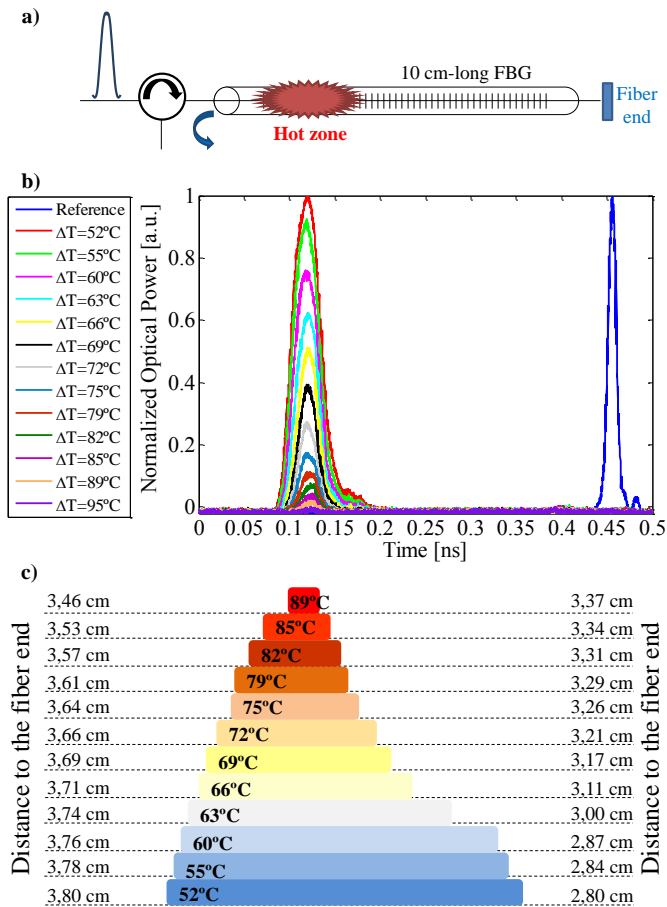 a)
10 cm-long FBG
Fiber
end
Hot zone
b)
Reference
ΔT=52ºC
ΔT=55ºC
ΔT=60ºC
ΔT=63ºC
ΔT=66ºC
ΔT=69ºC
ΔT=72ºC
ΔT=75ºC
ΔT=79ºC
ΔT=82ºC
ΔT=85ºC
ΔT=89ºC
ΔT=95ºC
Normalized Optical Power [a.u.]
1
0.8
0.6
0.4
0.2
0
0 0.05 0.1 0.15 0.2 0.25 0.3 0.35 0.4 0.45 0.5
Time [ns]
c)
Distance to the fiber end
3,46 cm 89ºC 3,37 cm
3,53 cm 85ºC 3,34 cm
3,57 cm 82ºC 3,31 cm
3,61 cm 79ºC 3,29 cm
3,64 cm 75ºC 3,26 cm
3,66 cm 72ºC 3,21 cm
3,69 cm 69ºC 3,17 cm
3,71 cm 66ºC 3,11 cm
3,74 cm 63ºC 3,00 cm
3,76 cm 60ºC 2,87 cm
3,78 cm 55ºC 2,84 cm
3,80 cm 52ºC 2,80 cm
Distance to the fiber end